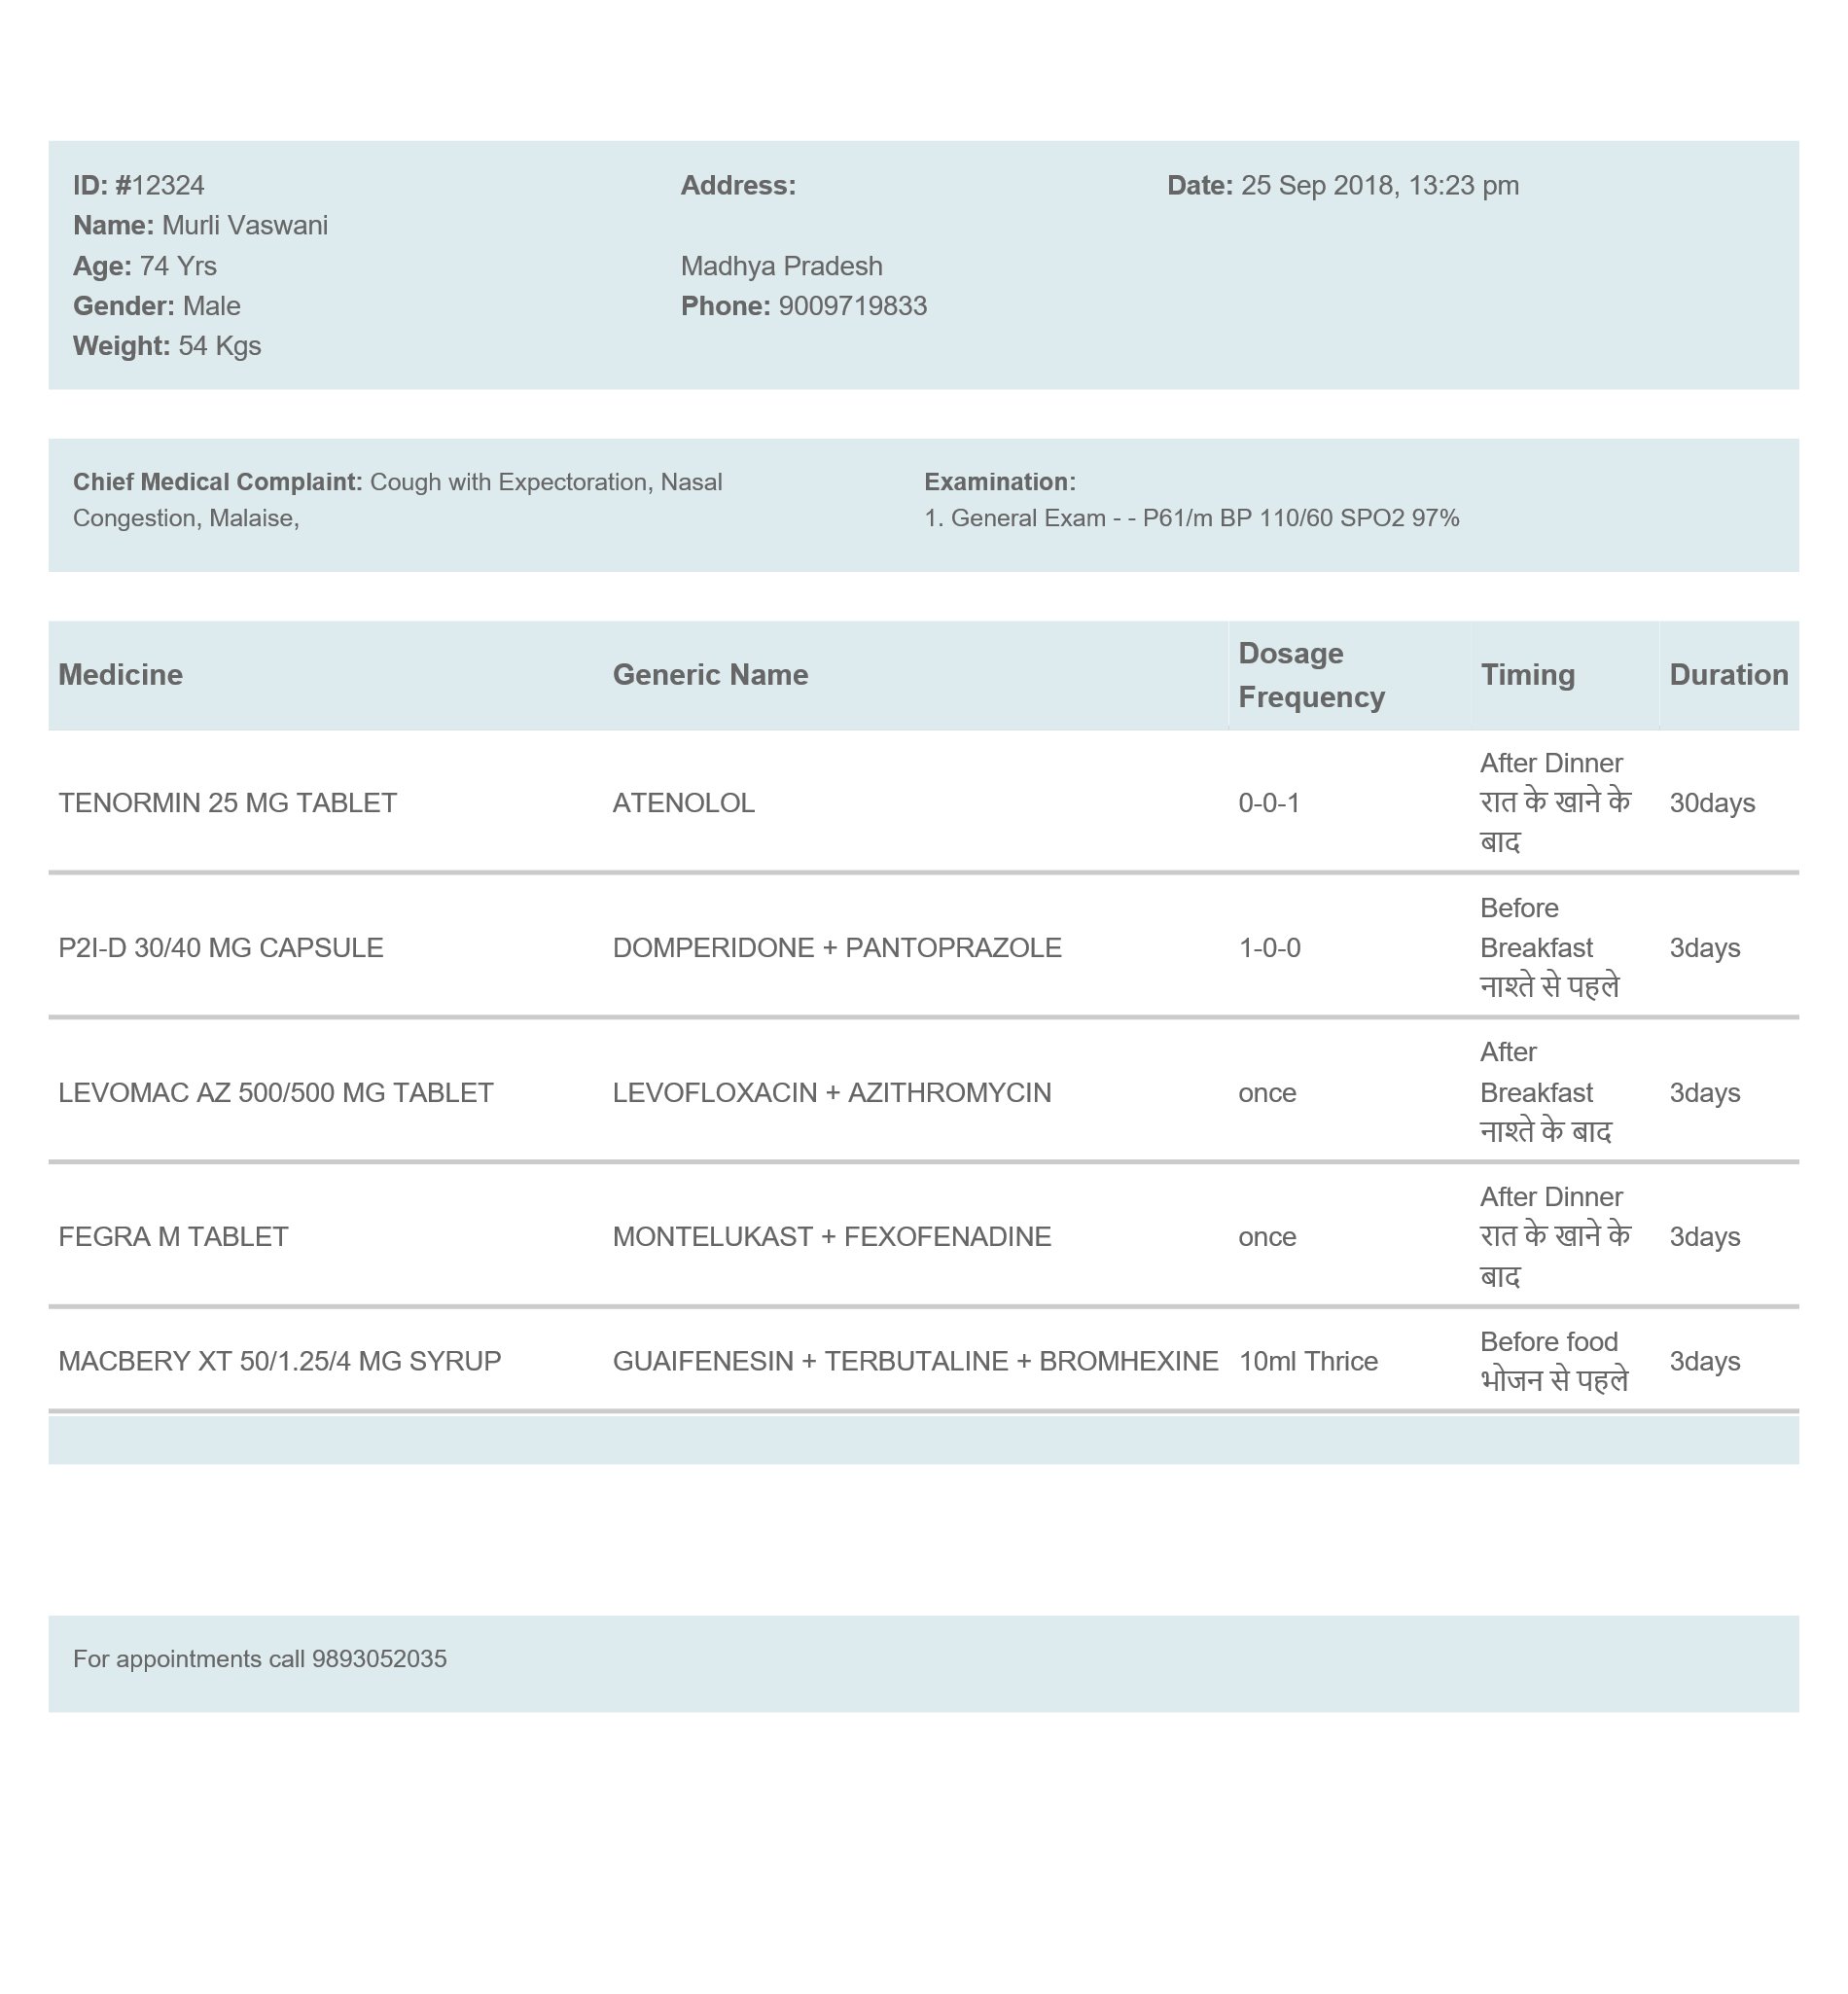 ID: #12324
Name: Murli Vaswani
Age: 74 Yrs
Gender: Male
Weight: 54 Kgs
Address:
Madhya Pradesh
Phone: 9009719833
Date: 25 Sep 2018, 13:23 pm
Chief Medical Complaint: Cough with Expectoration, Nasal
Congestion, Malaise,
Examination:
1. General Exam - - P61/m BP 110/60 SPO2 97%
Medicine Generic Name Dosage Frequency Timing Duration
TENORMIN 25 MG TABLET ATENOLOL 0-0-1 After Dinner रात के खाने के बाद 30days
P2I-D 30/40 MG CAPSULE DOMPERIDONE + PANTOPRAZOLE 1-0-0 Before Breakfast नाश्ते से पहले 3days
LEVOMAC AZ 500/500 MG TABLET LEVOFLOXACIN + AZITHROMYCIN once After Breakfast नाश्ते के बाद 3days
FEGRA M TABLET MONTELUKAST + FEXOFENADINE once After Dinner रात के खाने के बाद 3days
MACBERY XT 50/1.25/4 MG SYRUP GUAIFENESIN + TERBUTALINE + BROMHEXINE 10ml Thrice Before food भोजन से पहले 3days
For appointments call 9893052035